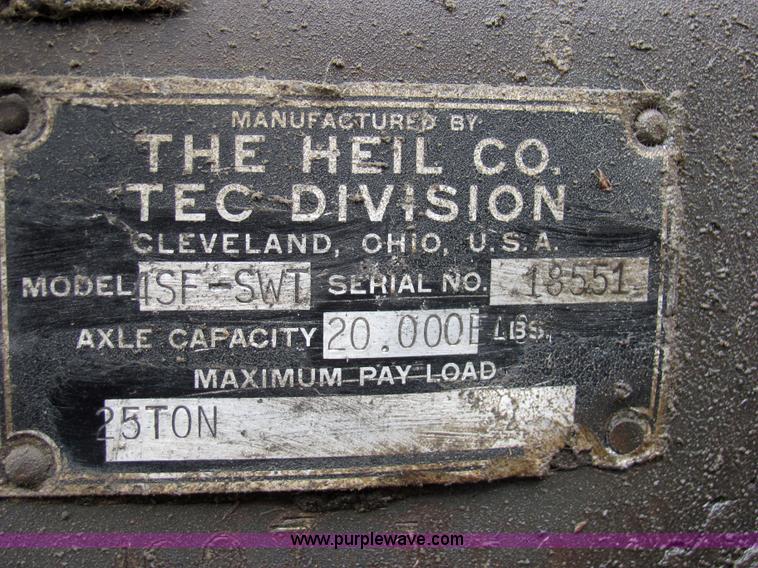 MANUFACTURED BY
THE HEIL CO.
TEC DIVISION
CLEVELAND, OHIO, U.S.A.
MODEL ISF-SWT SERIAL NO. 18551
AXLE CAPACITY 20.000 LBS.
MAXIMUM PAY LOAD
25TON
www.purplewave.com